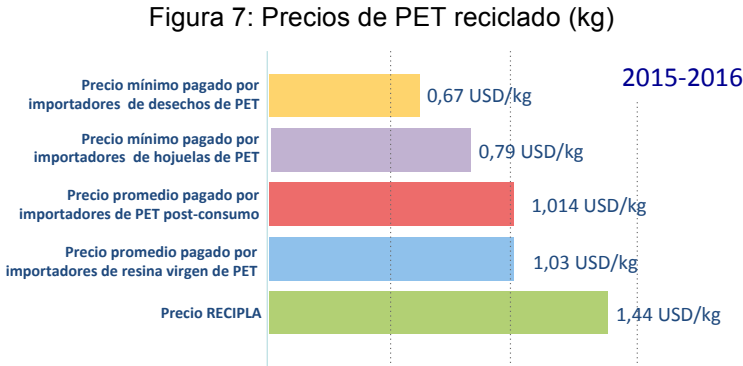 Figura 7: Precios de PET reciclado (kg)
2015-2016
Precio mínimo pagado por
importadores de desechos de PET
0,67 USD/kg
Precio mínimo pagado por
importadores de hojuelas de PET
0,79 USD/kg
Precio promedio pagado por
importadores de PET post-consumo
1,014 USD/kg
Precio promedio pagado por
importadores de resina virgen de PET
1,03 USD/kg
Precio RECIPLA
1,44 USD/kg